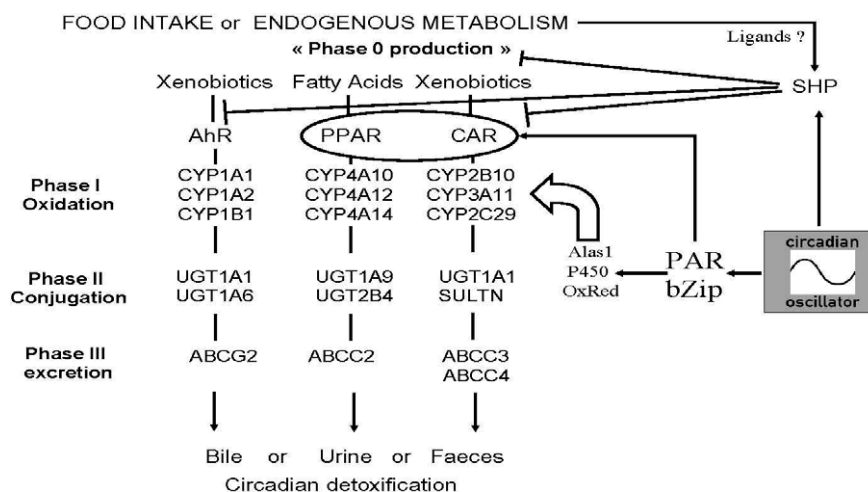 FOOD INTAKE or ENDOGENOUS METABOLISM
« Phase 0 production »
Ligands ?
Xenobiotics Fatty Acids Xenobiotics
SHP
AhR PPAR CAR
Phase I
Oxidation
CYP1A1 CYP4A10 CYP2B10
CYP1A2 CYP4A12 CYP3A11
CYP1B1 CYP4A14 CYP2C29
Alas1
P450
OxRed
PAR
bZip
circadian
oscillator
Phase II
Conjugation
UGT1A1 UGT1A9 UGT1A1
UGT1A6 UGT2B4 SULTN
Phase III
excretion
ABCG2 ABCC2 ABCC3
ABCC4
Bile or Urine or Faeces
Circadian detoxification